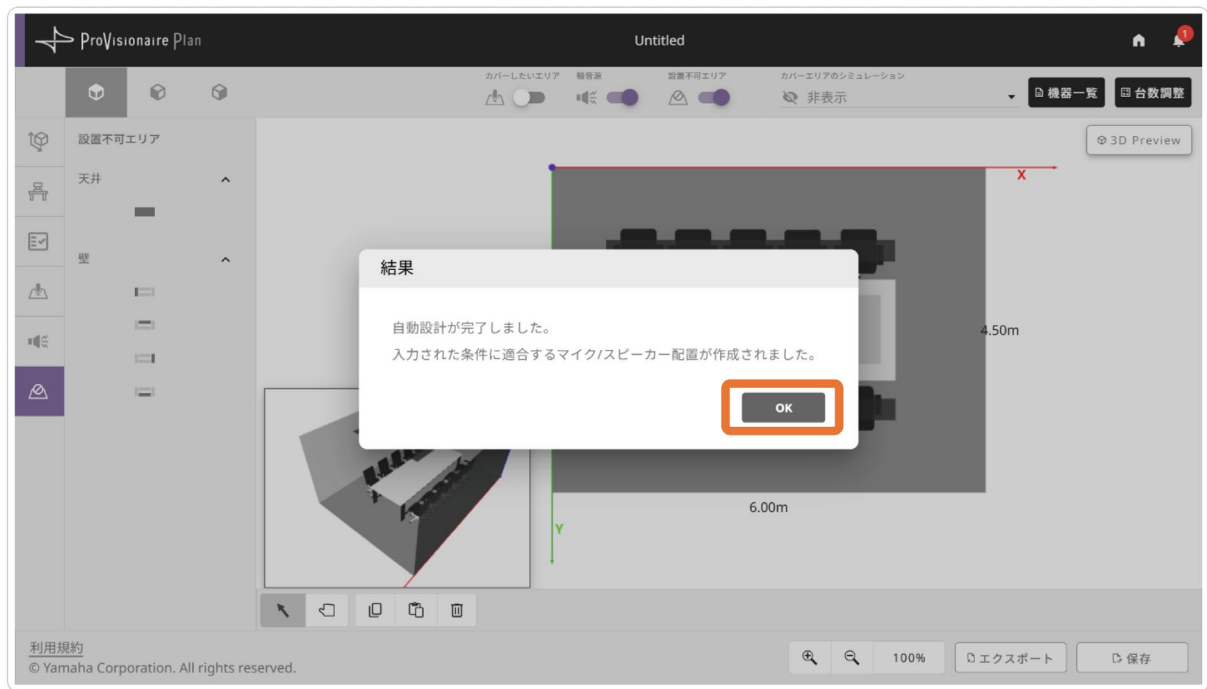 ProVisionaire Plan
Untitled
1
カバーしたいエリア
騒音源
設置不可エリア
カバーエリアのシミュレーション
非表示
機器一覧
台数調整
設置不可エリア
天井
壁
3D Preview
X
4.50m
6.00m
Y
結果
自動設計が完了しました。
入力された条件に適合するマイク/スピーカー配置が作成されました。
OK
利用規約
© Yamaha Corporation. All rights reserved.
100%
エクスポート
保存